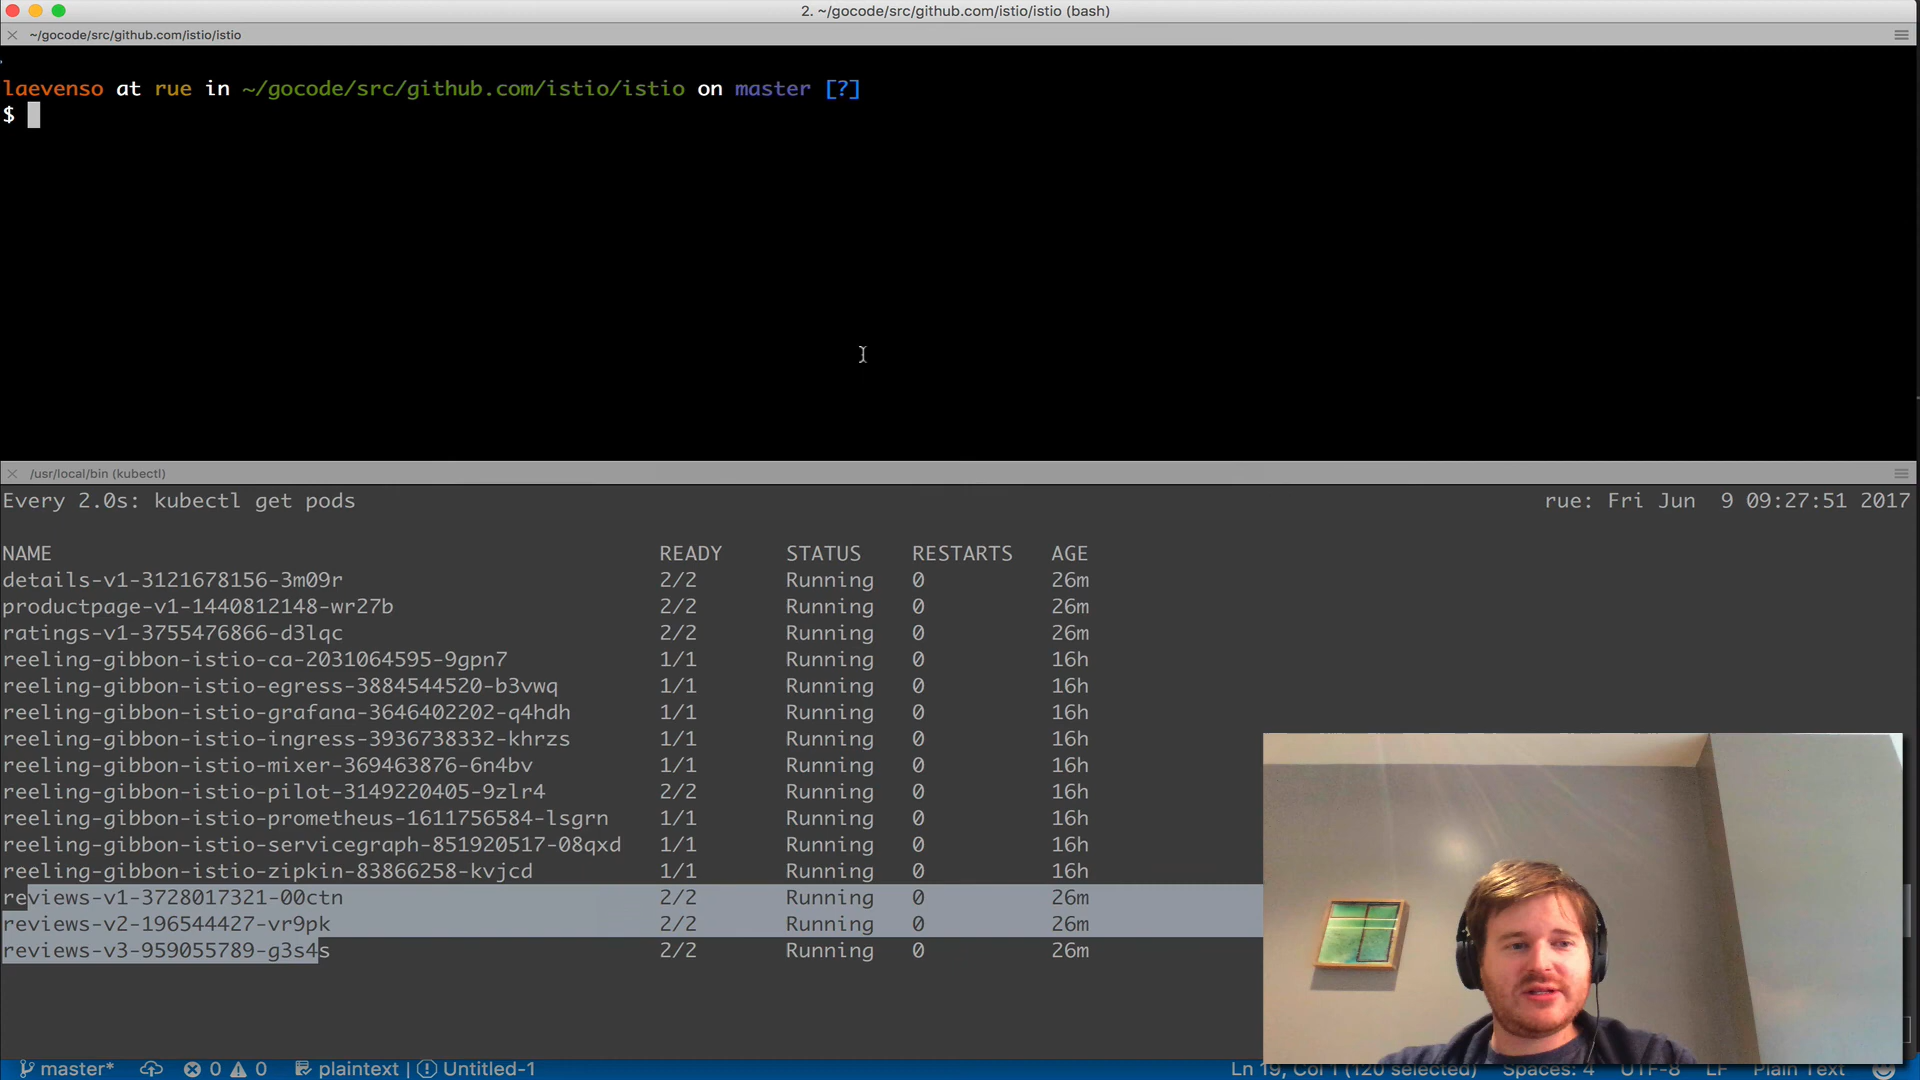 2. ~/gocode/src/github.com/istio/istio (bash)
~/gocode/src/github.com/istio/istio
laevenso at rue in ~/gocode/src/github.com/istio/istio on master [?]
$
/usr/local/bin (kubectl)
Every 2.0s: kubectl get pods rue: Fri Jun 9 09:27:51 2017
NAME READY STATUS RESTARTS AGE
details-v1-3121678156-3m09r 2/2 Running 0 26m
productpage-v1-1440812148-wr27b 2/2 Running 0 26m
ratings-v1-3755476866-d3lqc 2/2 Running 0 26m
reeling-gibbon-istio-ca-2031064595-9gpn7 1/1 Running 0 16h
reeling-gibbon-istio-egress-3884544520-b3vwq 1/1 Running 0 16h
reeling-gibbon-istio-grafana-3646402202-q4hdh 1/1 Running 0 16h
reeling-gibbon-istio-ingress-3936738332-khrzs 1/1 Running 0 16h
reeling-gibbon-istio-mixer-369463876-6n4bv 1/1 Running 0 16h
reeling-gibbon-istio-pilot-3149220405-9zlr4 2/2 Running 0 16h
reeling-gibbon-istio-prometheus-1611756584-lsgrn 1/1 Running 0 16h
reeling-gibbon-istio-servicegraph-851920517-08qxd 1/1 Running 0 16h
reeling-gibbon-istio-zipkin-83866258-kvjcd 1/1 Running 0 16h
reviews-v1-3728017321-00ctn 2/2 Running 0 26m
reviews-v2-196544427-vr9pk 2/2 Running 0 26m
reviews-v3-959055789-g3s4s 2/2 Running 0 26m
master* 0 0 plaintext | Untitled-1 Ln 19, Col 1 (120 selected) Spaces: 4 UTF-8 LF Plain Text